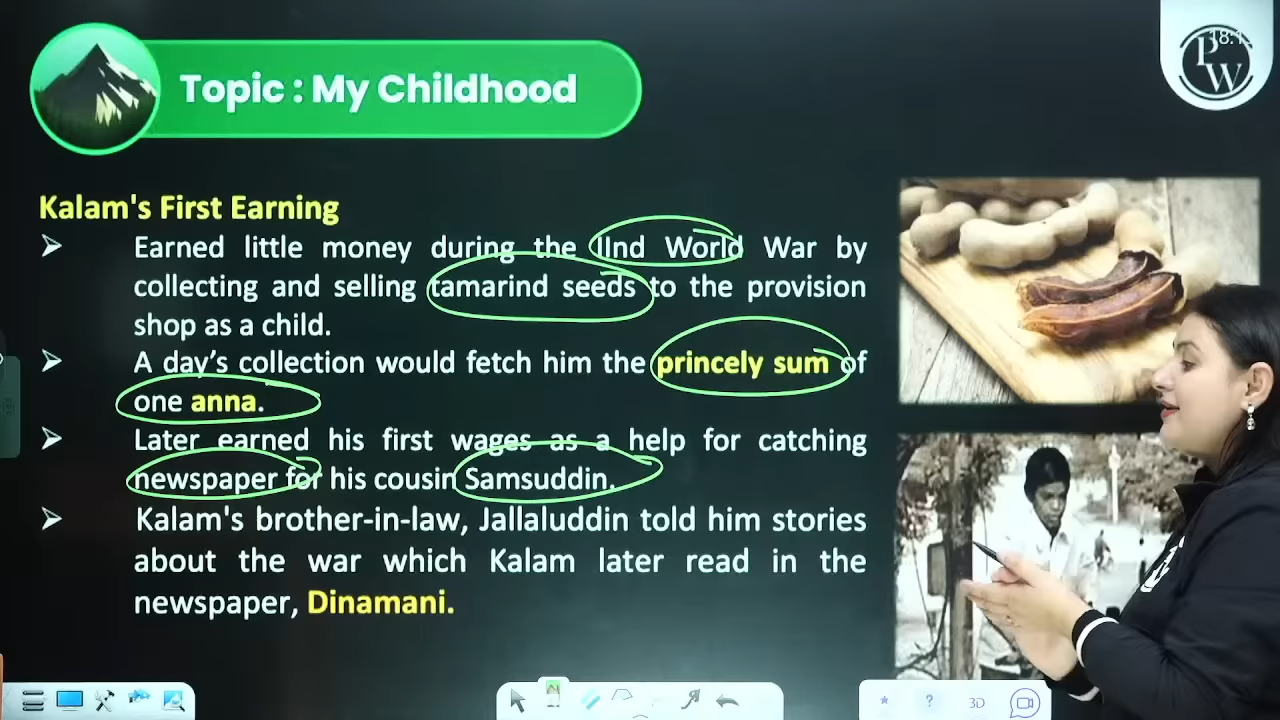 Topic : My Childhood
18:1
PW
Kalam's First Earning
➢ Earned little money during the IInd World War by
collecting and selling tamarind seeds to the provision
shop as a child.
➢ A day's collection would fetch him the princely sum of
one anna.
➢ Later earned his first wages as a help for catching
newspaper for his cousin Samsuddin.
➢ Kalam's brother-in-law, Jallaluddin told him stories
about the war which Kalam later read in the
newspaper, Dinamani.
3D